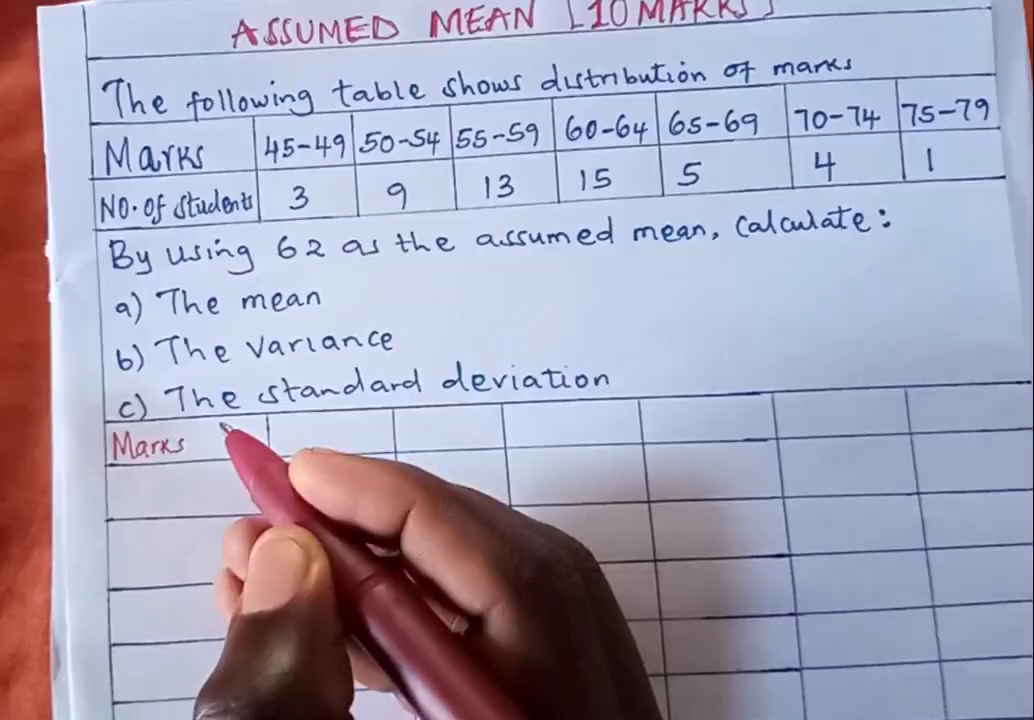 ASSUMED MEAN [10 MARKS]
The following table shows distribution of marks
Marks 45-49 50-54 55-59 60-64 65-69 70-74 75-79
NO. of students 3 9 13 15 5 4 1
By using 62 as the assumed mean, calculate:
a) The mean
b) The variance
c) The standard deviation
Marks